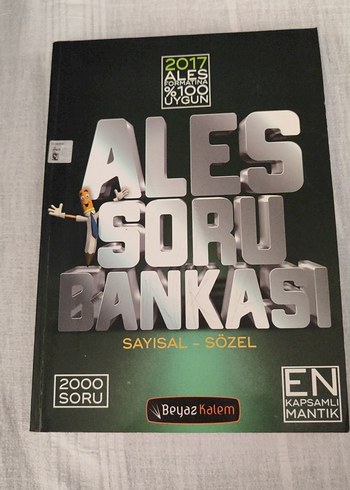 2017
ALES
FORMATINA
%100
UYGUN
ALES
SORU
BANKASI
SAYISAL - SÖZEL
2000
SORU
Beyaz Kalem
EN
KAPSAMLI
MANTIK